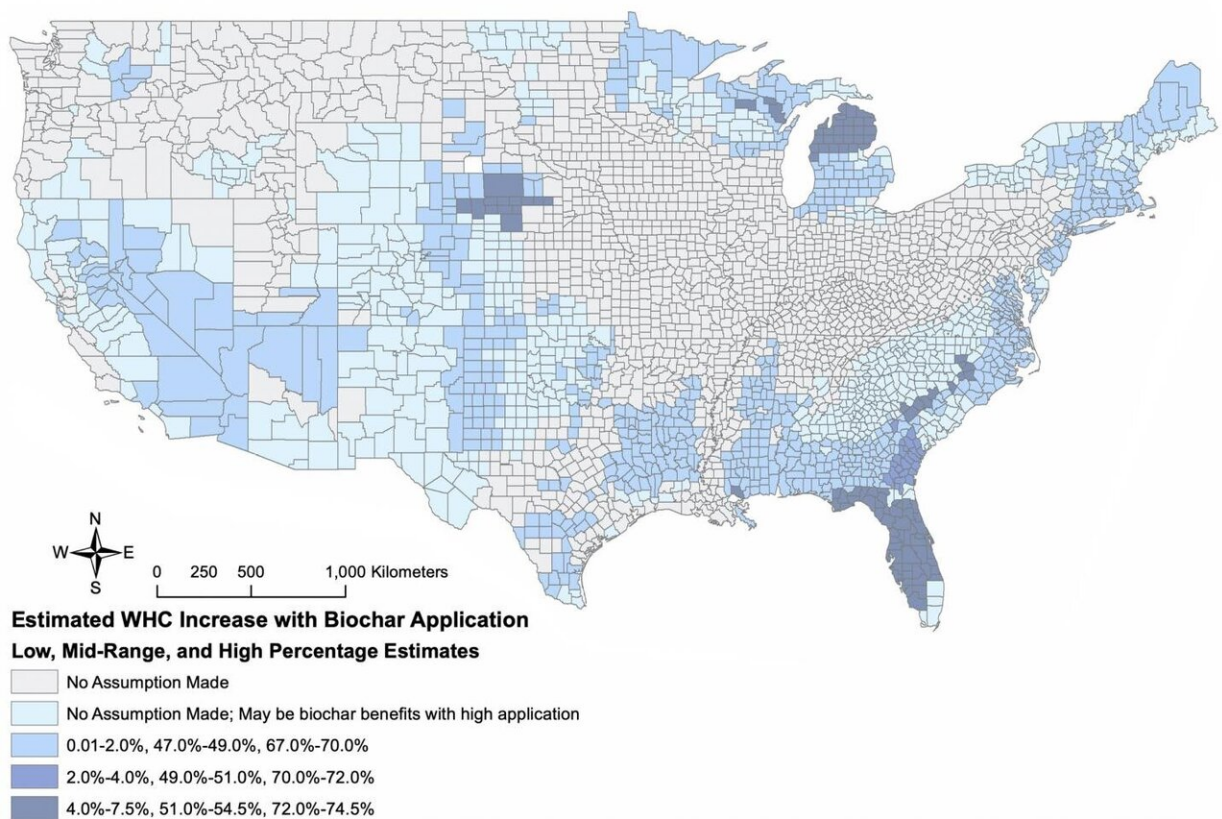 N
W E
S
0 250 500 1,000 Kilometers
Estimated WHC Increase with Biochar Application
Low, Mid-Range, and High Percentage Estimates
No Assumption Made
No Assumption Made; May be biochar benefits with high application
0.01-2.0%, 47.0%-49.0%, 67.0%-70.0%
2.0%-4.0%, 49.0%-51.0%, 70.0%-72.0%
4.0%-7.5%, 51.0%-54.5%, 72.0%-74.5%